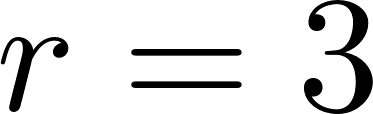 r = 3